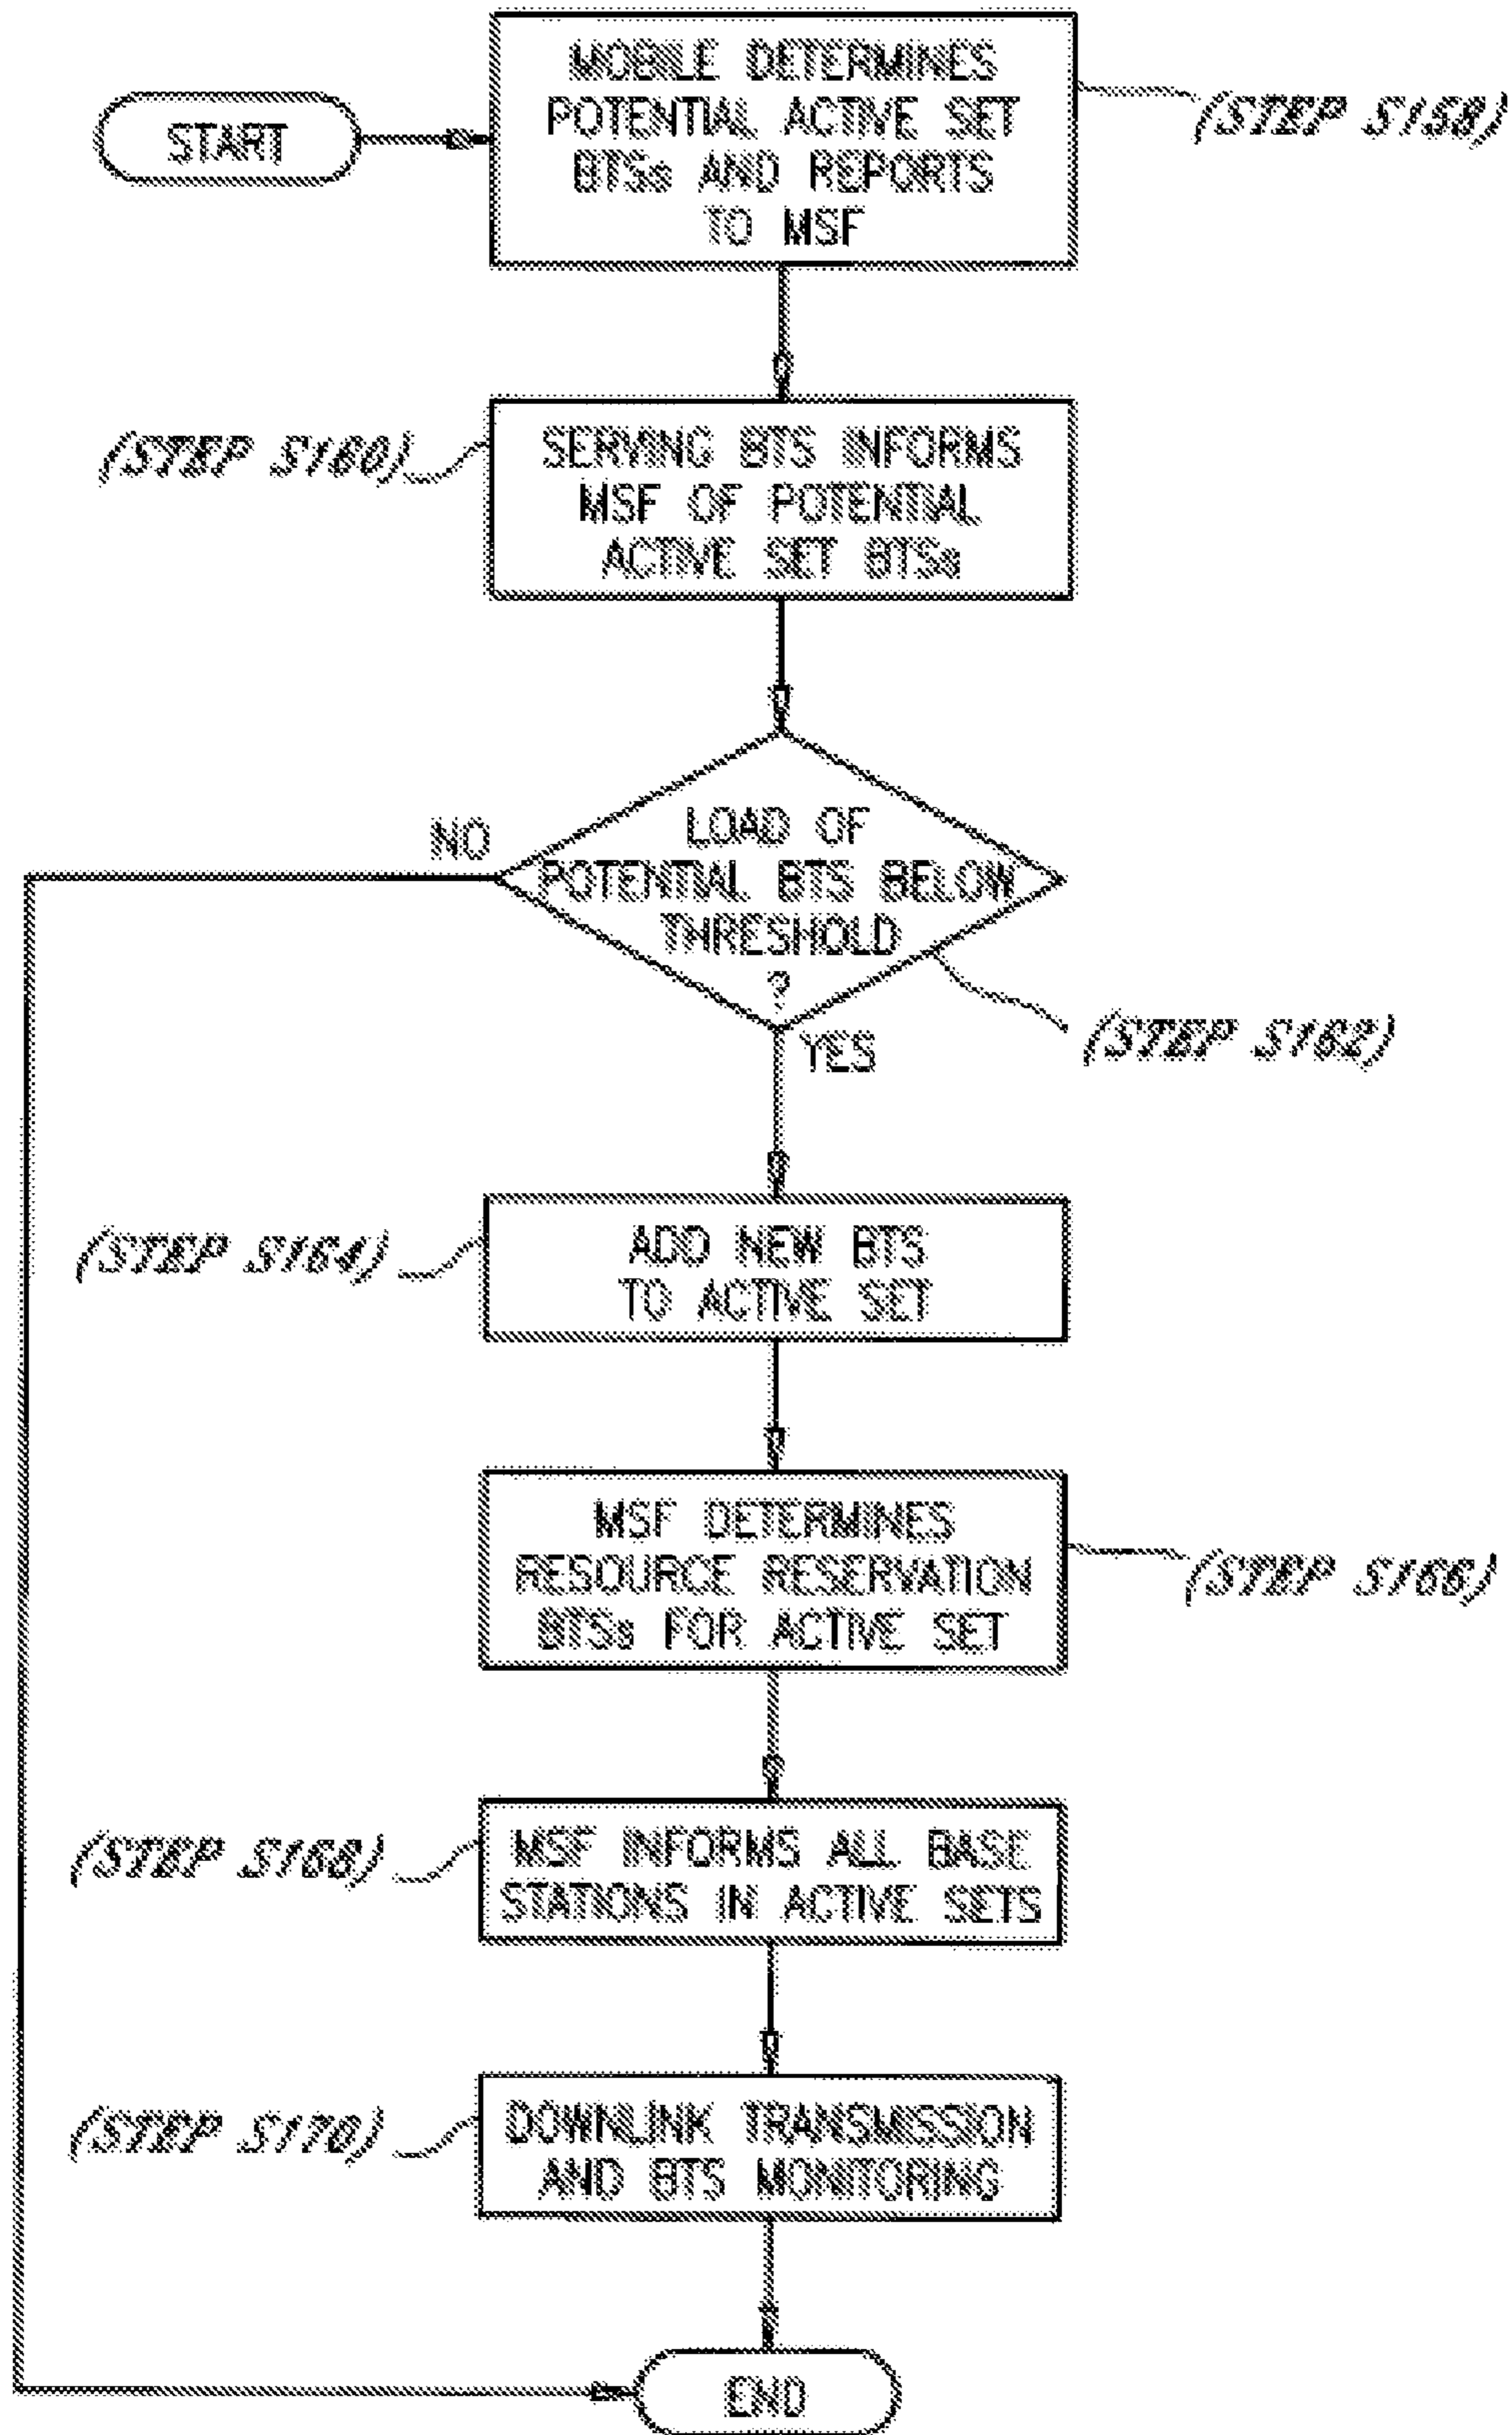 START
MOBILE DETERMINES
POTENTIAL ACTIVE SET
BTSs AND REPORTS
TO MSF
(STEP S158)
(STEP S160)
SERVING BTS INFORMS
MSF OF POTENTIAL
ACTIVE SET BTSs
NO
LOAD OF
POTENTIAL BTS BELOW
THRESHOLD
?
YES
(STEP S162)
(STEP S164)
ADD NEW BTS
TO ACTIVE SET
MSF DETERMINES
RESOURCE RESERVATION
BTSs FOR ACTIVE SET
(STEP S166)
(STEP S168)
MSF INFORMS ALL BASE
STATIONS IN ACTIVE SETS
(STEP S170)
DOWNLINK TRANSMISSION
AND BTS MONITORING
END